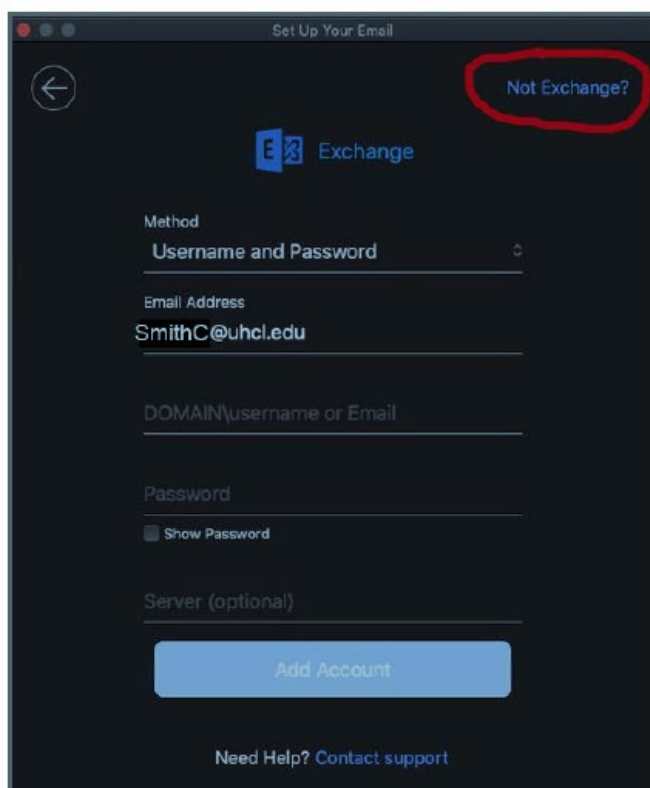 Set Up Your Email
Not Exchange?
Exchange
Method
Username and Password
Email Address
SmithC@uhcl.edu
DOMAIN\username or Email
Password
Show Password
Server (optional)
Add Account
Need Help? Contact support